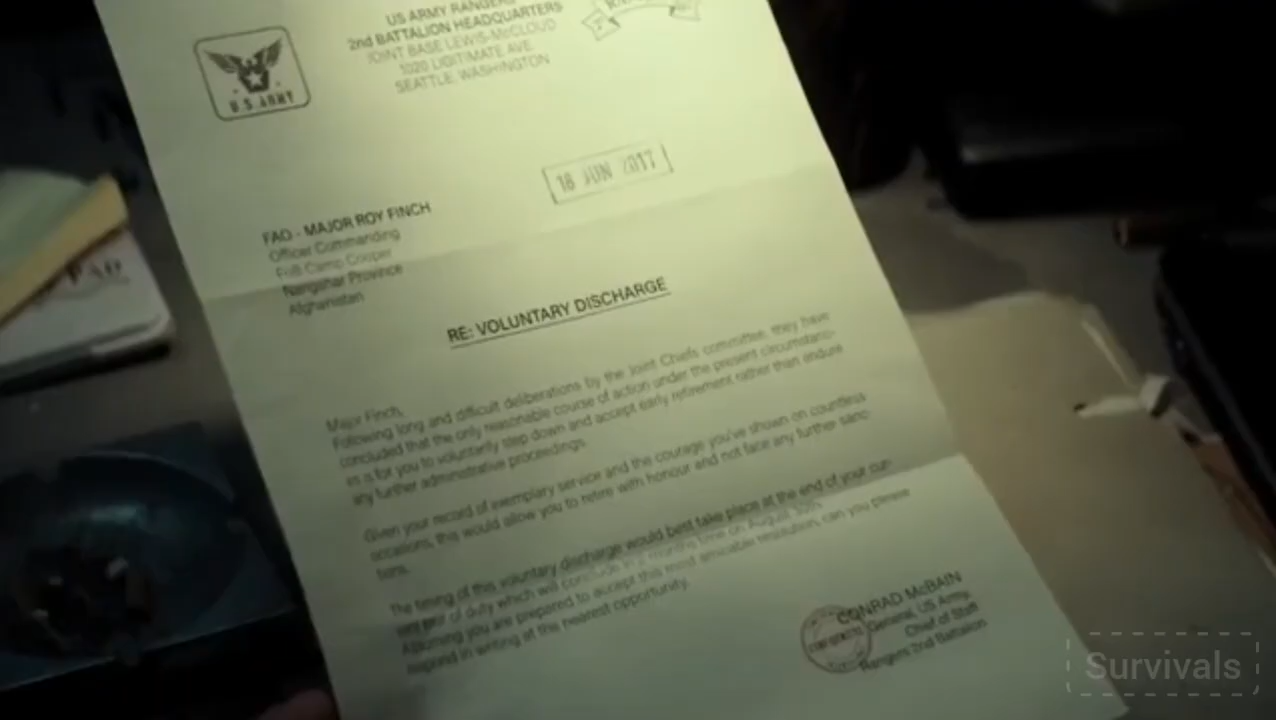 US ARMY RANGERS
2nd BATTALION HEADQUARTERS
JOINT BASE LEWIS-McCLOUD
1020 LIGITIMATE AVE.
SEATTLE, WASHINGTON
U.S. ARMY
18 JUN 2017
FAO - MAJOR ROY FINCH
Officer Commanding
FoB Camp Cooper
Nangahar Province
Afghanistan
RE: VOLUNTARY DISCHARGE
Major Finch,
Following long and difficult deliberations by the Joint Chiefs committee, they have
concluded that the only reasonable course of action under the present circumstanc-
es is for you to voluntarily step down and accept early retirement rather than endure
any further administrative proceedings.
Given your record of exemplary service and the courage you've shown on countless
occasions, this would allow you to retire with honour and not face any further sanc-
tions.
The timing of this voluntary discharge would best take place at the end of your cur-
rent of duty which will conclude in months time on August 30th.
Assuming you are prepared to accept this most amicable resolution, can you please
respond in writing at the nearest opportunity.
CONRAD McBAIN
General, US Army
Chief of Staff
Rangers 2nd Battalion
Survivals